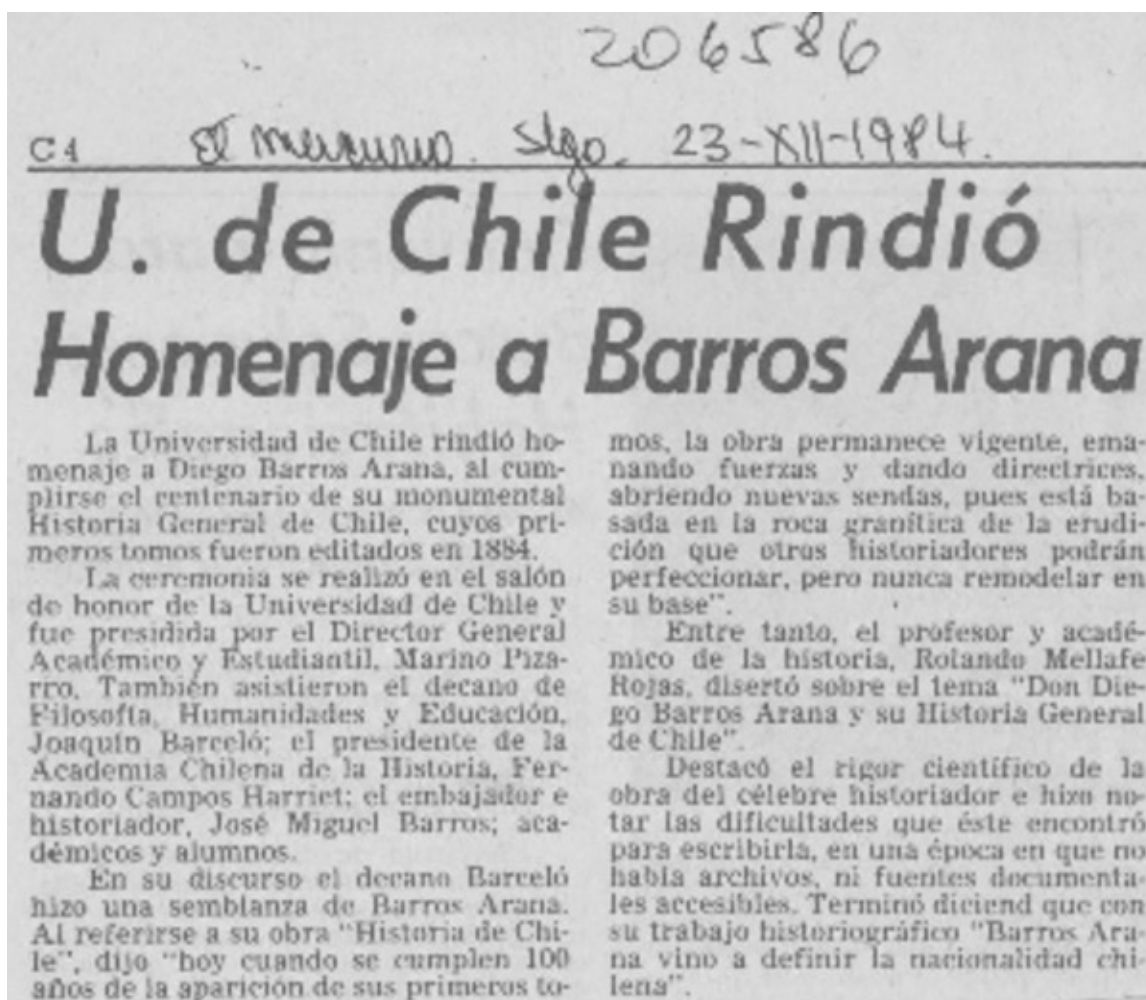 206586
C 4 El Mercurio. Stgo. 23-XII-1984.
U. de Chile Rindió
Homenaje a Barros Arana
La Universidad de Chile rindió ho-
menaje a Diego Barros Arana, al cum-
plirse el centenario de su monumental
Historia General de Chile, cuyos pri-
meros tomos fueron editados en 1884.
La ceremonia se realizó en el salón
de honor de la Universidad de Chile y
fue presidida por el Director General
Académico y Estudiantil, Marino Piza-
rro. También asistieron el decano de
Filosofía, Humanidades y Educación,
Joaquín Barceló; el presidente de la
Academia Chilena de la Historia, Fer-
nando Campos Harriet; el embajador e
historiador, José Miguel Barros; aca-
démicos y alumnos.
En su discurso el decano Barceló
hizo una semblanza de Barros Arana.
Al referirse a su obra "Historia de Chi-
le", dijo "hoy cuando se cumplen 100
años de la aparición de sus primeros to-
mos, la obra permanece vigente, ema-
nando fuerzas y dando directrices,
abriendo nuevas sendas, pues está ba-
sada en la roca granítica de la erudi-
ción que otros historiadores podrán
perfeccionar, pero nunca remodelar en
su base".
Entre tanto, el profesor y acadé-
mico de la historia, Rolando Mellafe
Rojas, disertó sobre el tema "Don Die-
go Barros Arana y su Historia General
de Chile".
Destacó el rigor científico de la
obra del célebre historiador e hizo no-
tar las dificultades que éste encontró
para escribirla, en una época en que no
había archivos, ni fuentes documenta-
les accesibles. Terminó diciend que con
su trabajo historiográfico "Barros Ara-
na vino a definir la nacionalidad chi-
lena".